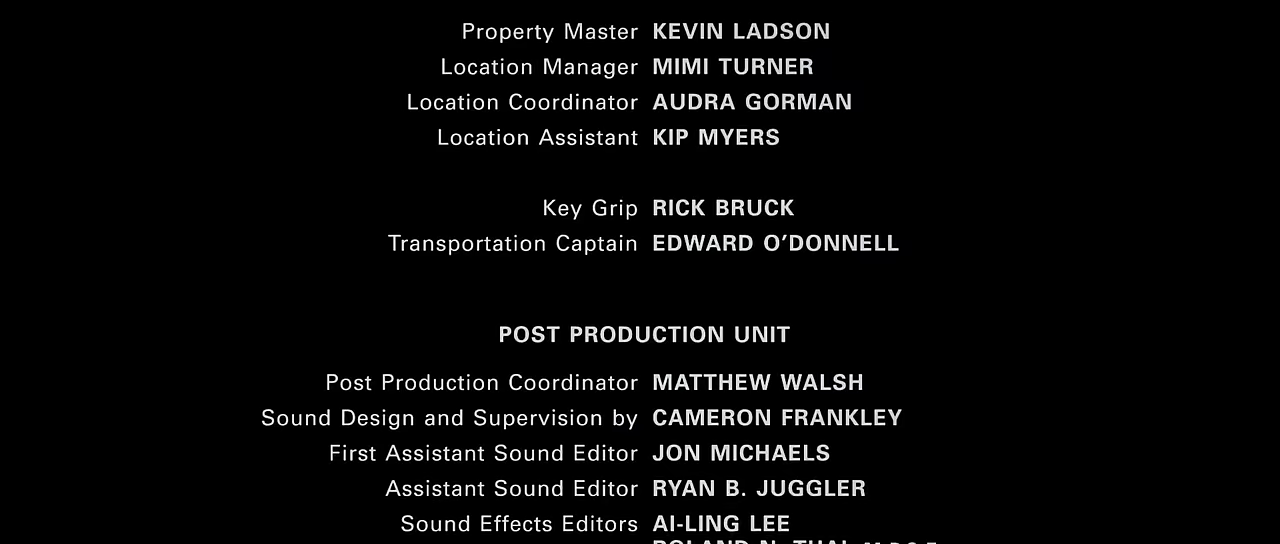 Property Master KEVIN LADSON
Location Manager MIMI TURNER
Location Coordinator AUDRA GORMAN
Location Assistant KIP MYERS
Key Grip RICK BRUCK
Transportation Captain EDWARD O’DONNELL
POST PRODUCTION UNIT
Post Production Coordinator MATTHEW WALSH
Sound Design and Supervision by CAMERON FRANKLEY
First Assistant Sound Editor JON MICHAELS
Assistant Sound Editor RYAN B. JUGGLER
Sound Effects Editors AI-LING LEE